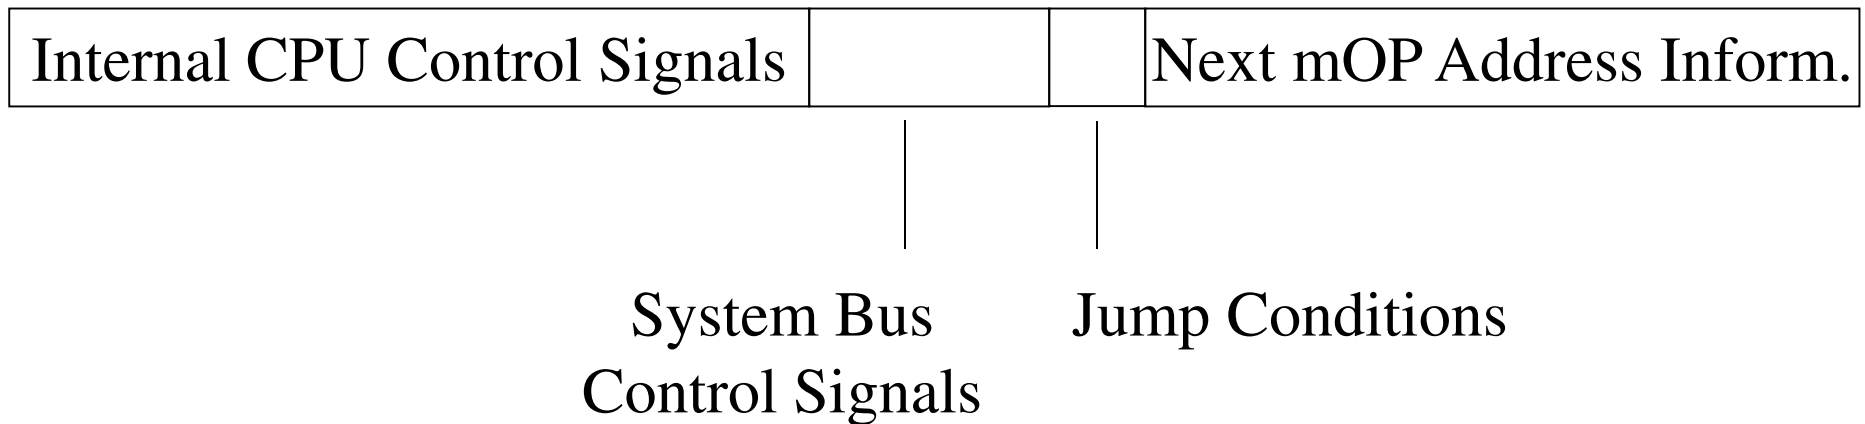 Internal CPU Control Signals
Next mOP Address Inform.
System Bus
Control Signals
Jump Conditions